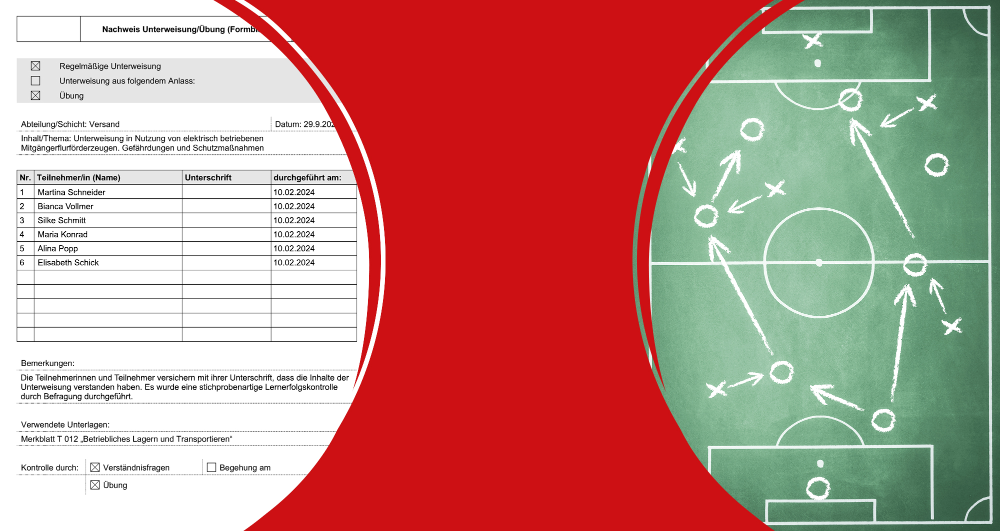 Nachweis Unterweisung/Übung
Regelmäßige Unterweisung
Unterweisung aus folgendem Anlass:
Übung
Abteilung/Schicht: Versand Datum: 29.9.202
Inhalt/Thema: Unterweisung in Nutzung von elektrisch betriebenen
Mitgängerflurförderzeugen. Gefährdungen und Schutzmaßnahmen
Nr. Teilnehmer/in (Name) Unterschrift durchgeführt am:
1 Martina Schneider 10.02.2024
2 Bianca Vollmer 10.02.2024
3 Silke Schmitt 10.02.2024
4 Maria Konrad 10.02.2024
5 Alina Popp 10.02.2024
6 Elisabeth Schick 10.02.2024
Bemerkungen:
Die Teilnehmerinnen und Teilnehmer versichern mit ihrer Unterschrift, dass die Inhalte der
Unterweisung verstanden haben. Es wurde eine stichprobenartige Lernerfolgskontrolle
durch Befragung durchgeführt.
Verwendete Unterlagen:
Merkblatt T 012 „Betriebliches Lagern und Transportieren“
Kontrolle durch: Verständnisfragen Begehung am
Übung